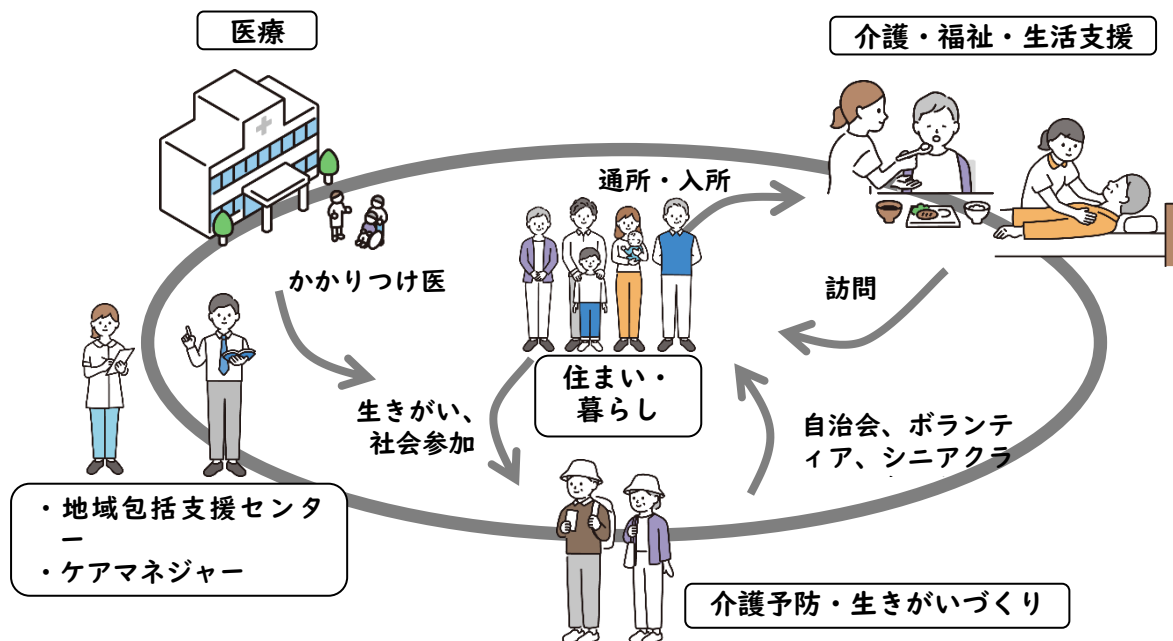 医療
介護・福祉・生活支援
通所・入所
かかりつけ医
訪問
住まい・
暮らし
生きがい、
社会参加
自治会、ボランテ
ィア、シニアクラ
・地域包括支援センタ
ー
・ケアマネジャー
介護予防・生きがいづくり